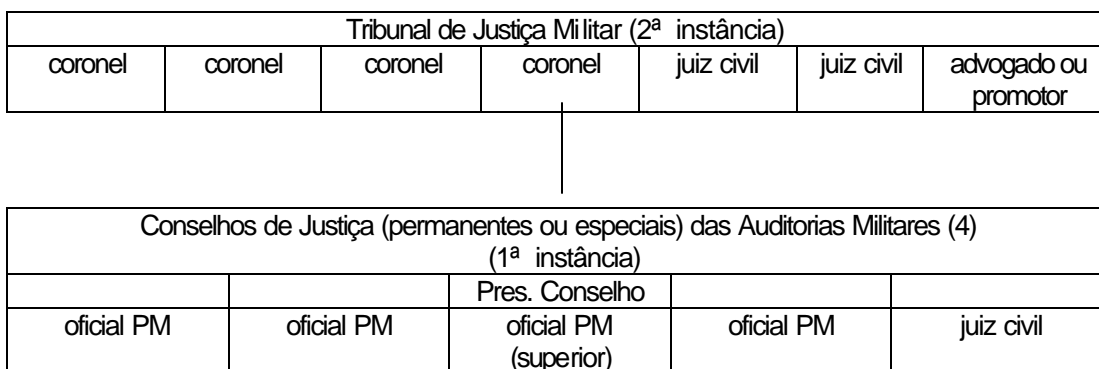 Tribunal de Justiça Militar (2ª instância)
coronel coronel coronel coronel juiz civil juiz civil advogado ou promotor
Conselhos de Justiça (permanentes ou especiais) das Auditorias Militares (4)
(1ª instância)
Pres. Conselho
oficial PM oficial PM oficial PM (superior) oficial PM juiz civil